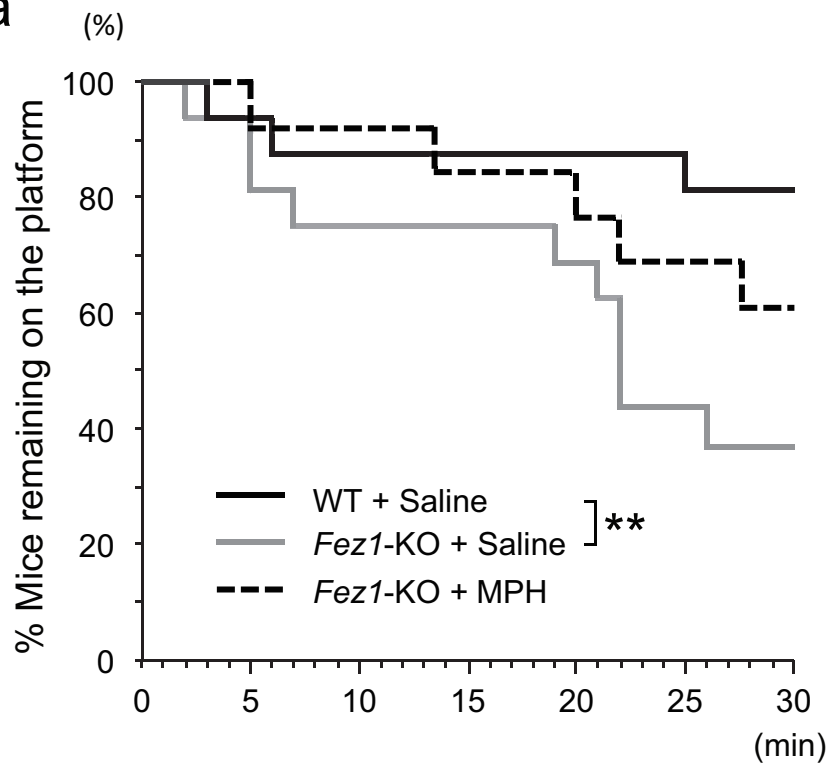 a
(%)
% Mice remaining on the platform
100
80
60
40
20
0
WT + Saline
Fez1-KO + Saline
**
Fez1-KO + MPH
0 5 10 15 20 25 30
(min)